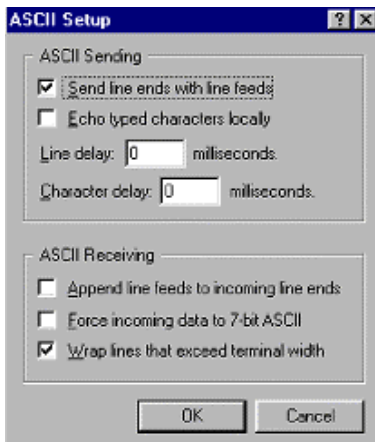 ASCII Setup
ASCII Sending
Send line ends with line feeds
Echo typed characters locally
Line delay: 0 milliseconds.
Character delay: 0 milliseconds.
ASCII Receiving
Append line feeds to incoming line ends
Force incoming data to 7-bit ASCII
Wrap lines that exceed terminal width
OK Cancel